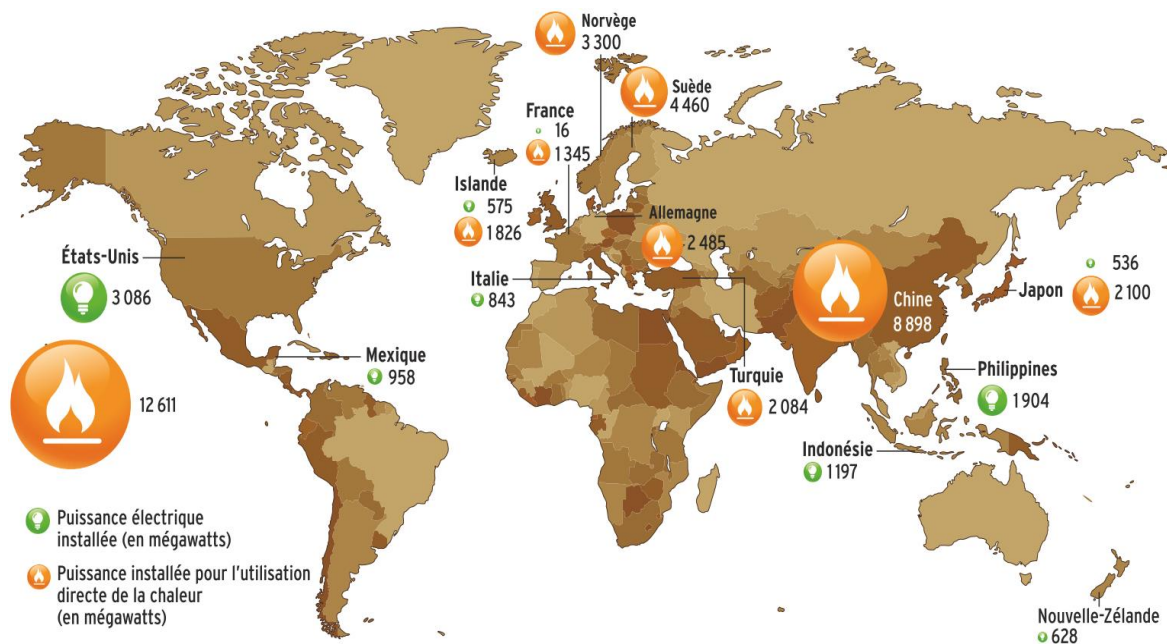 Norvège
3 300
Suède
4 460
France
16
1 345
Islande
575
1 826
Allemagne
2 485
États-Unis
3 086
12 611
Italie
843
Chine
8 898
536
Japon
2 100
Mexique
958
Turquie
2 084
Philippines
1 904
Indonésie
1197
Puissance électrique
installée (en mégawatts)
Puissance installée pour l'utilisation
directe de la chaleur
(en mégawatts)
Nouvelle-Zélande
628